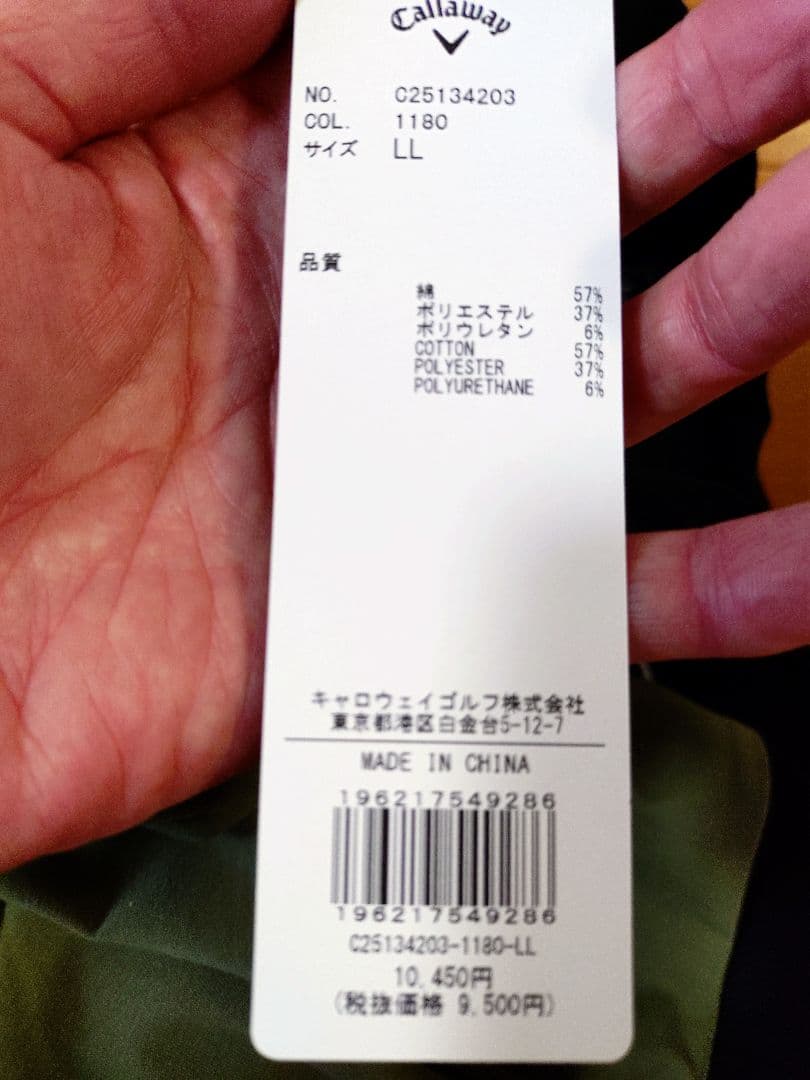 Callaway
NO. C25134203
COL. 1180
サイズ LL
品質
綿 57%
ポリエステル 37%
ポリウレタン 6%
COTTON 57%
POLYESTER 37%
POLYURETHANE 6%
キャロウェイゴルフ株式会社
東京都港区白金台5-12-7
MADE IN CHINA
196217549286
196217549286
C25134203-1180-LL
10,450円
(税抜価格 9,500円)